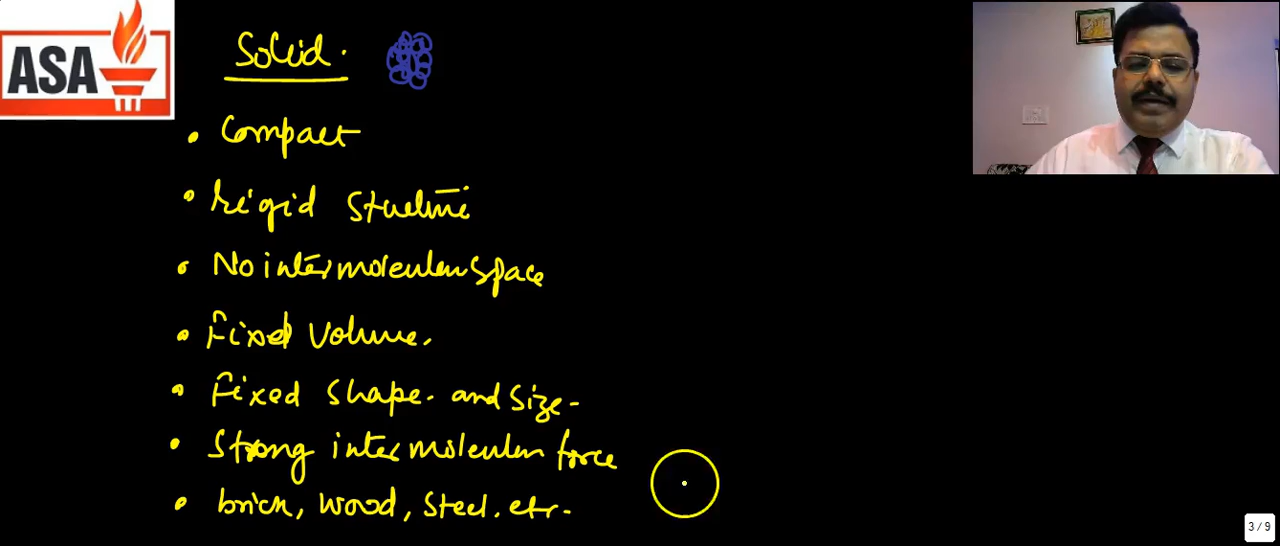 ASA
Solid.
• Compact
• rigid structure
• No intermolecular space
• Fixed Volume.
• Fixed shape. and size-
• Strong intermolecular force
• brick, wood, Steel. etc.
3/9